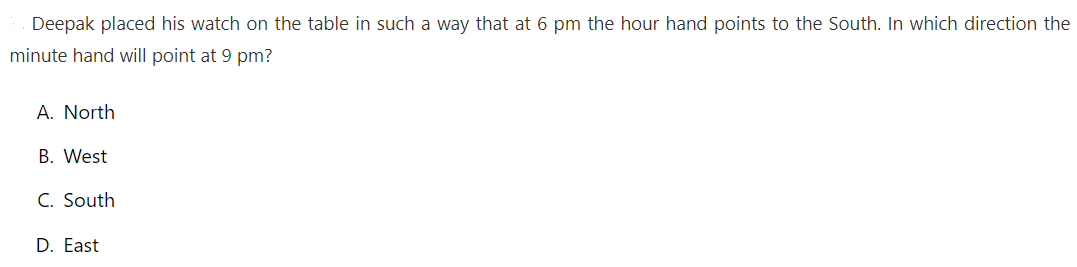 Deepak placed his watch on the table in such a way that at 6 pm the hour hand points to the South. In which direction the
minute hand will point at 9 pm?
A. North
B. West
C. South
D. East